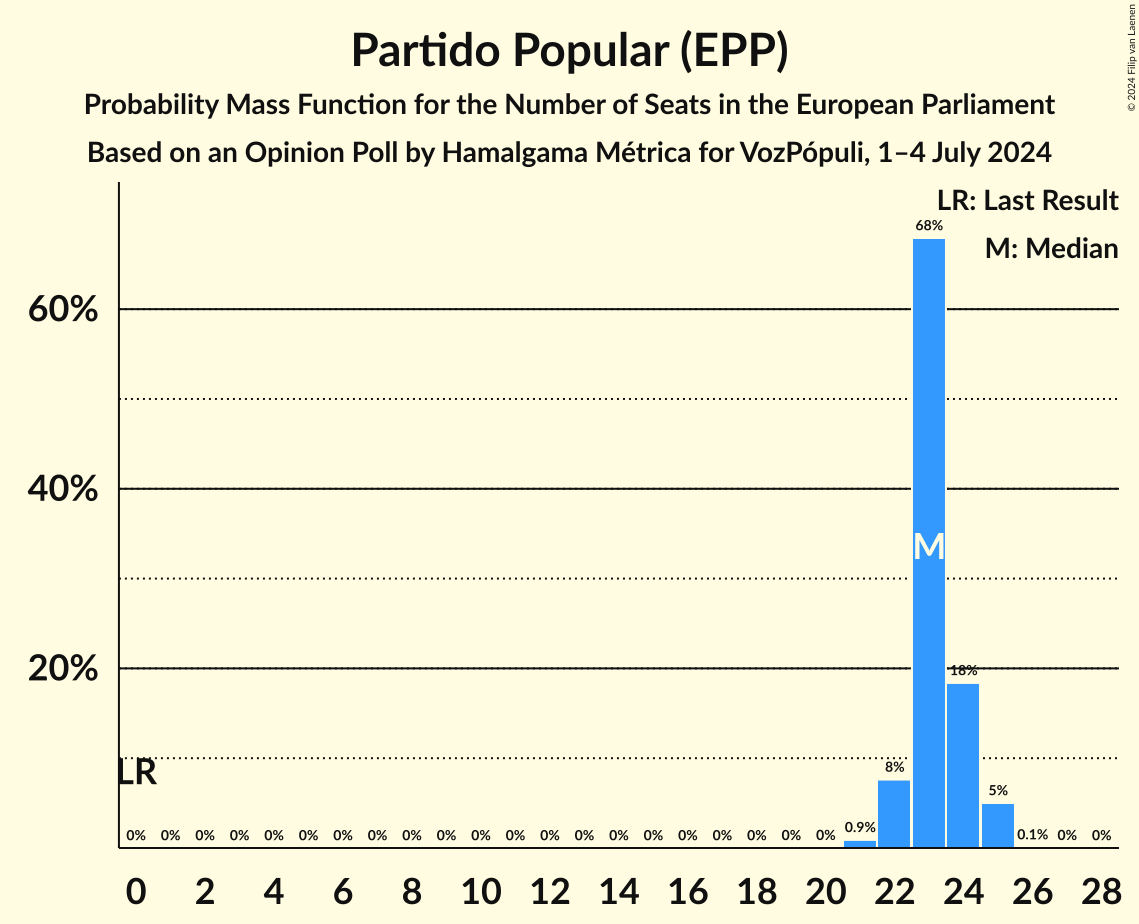 Partido Popular (EPP)
Probability Mass Function for the Number of Seats in the European Parliament
Based on an Opinion Poll by Hamalgama Métrica for VozPópuli, 1–4 July 2024
© 2024 Filip van Laenen
LR: Last Result
M: Median
68%
60%
40%
M
20%
18%
LR
8%
5%
0% 0% 0% 0% 0% 0% 0% 0% 0% 0% 0% 0% 0% 0% 0% 0% 0% 0% 0% 0% 0% 0.9% 0.1% 0% 0%
0 2 4 6 8 10 12 14 16 18 20 22 24 26 28